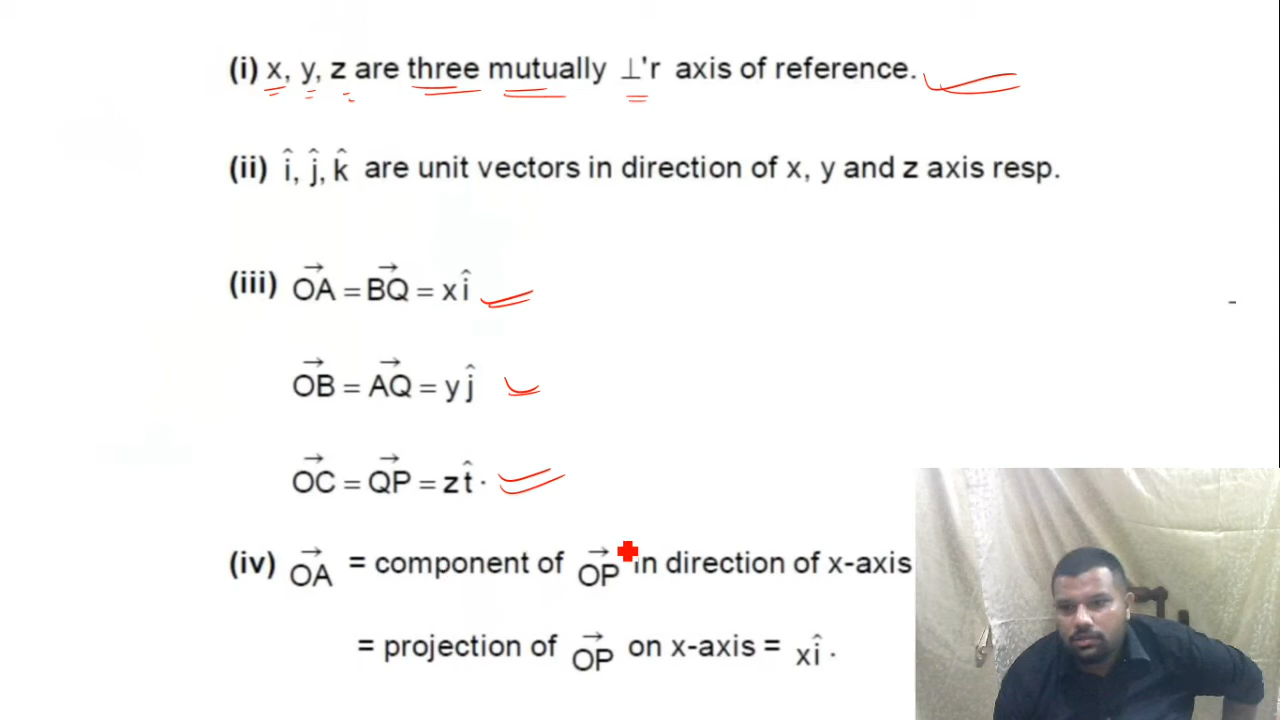 (i) x, y, z are three mutually ⊥'r axis of reference.
(ii) î, ĵ, k̂ are unit vectors in direction of x, y and z axis resp.
(iii) →OA = →BQ = x î
→OB = →AQ = y ĵ
→OC = →QP = z t̂ .
(iv) →OA = component of →OP in direction of x-axis
= projection of →OP on x-axis = xî .